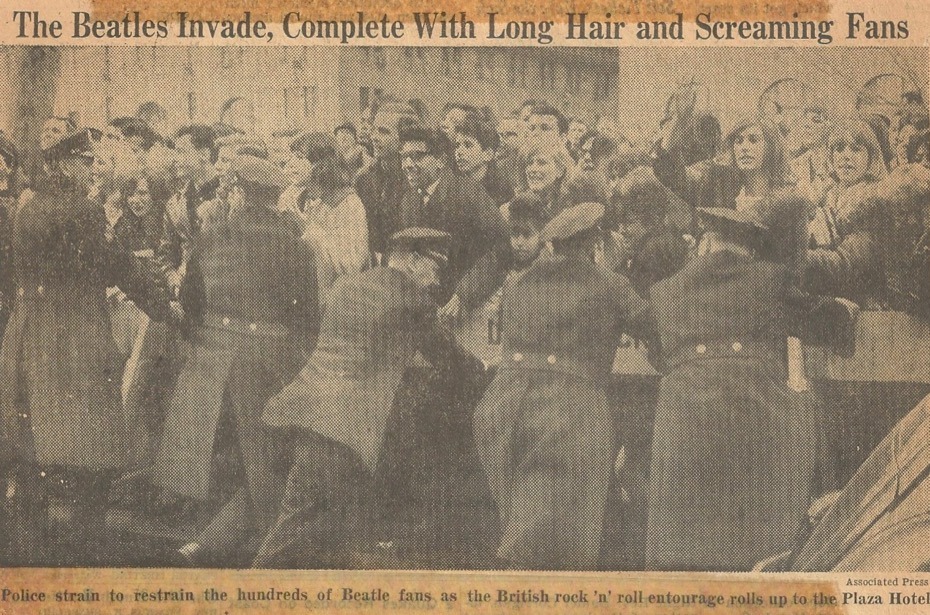 The Beatles Invade, Complete With Long Hair and Screaming Fans
Associated Press
Police strain to restrain the hundreds of Beatle fans as the British rock 'n' roll entourage rolls up to the Plaza Hotel